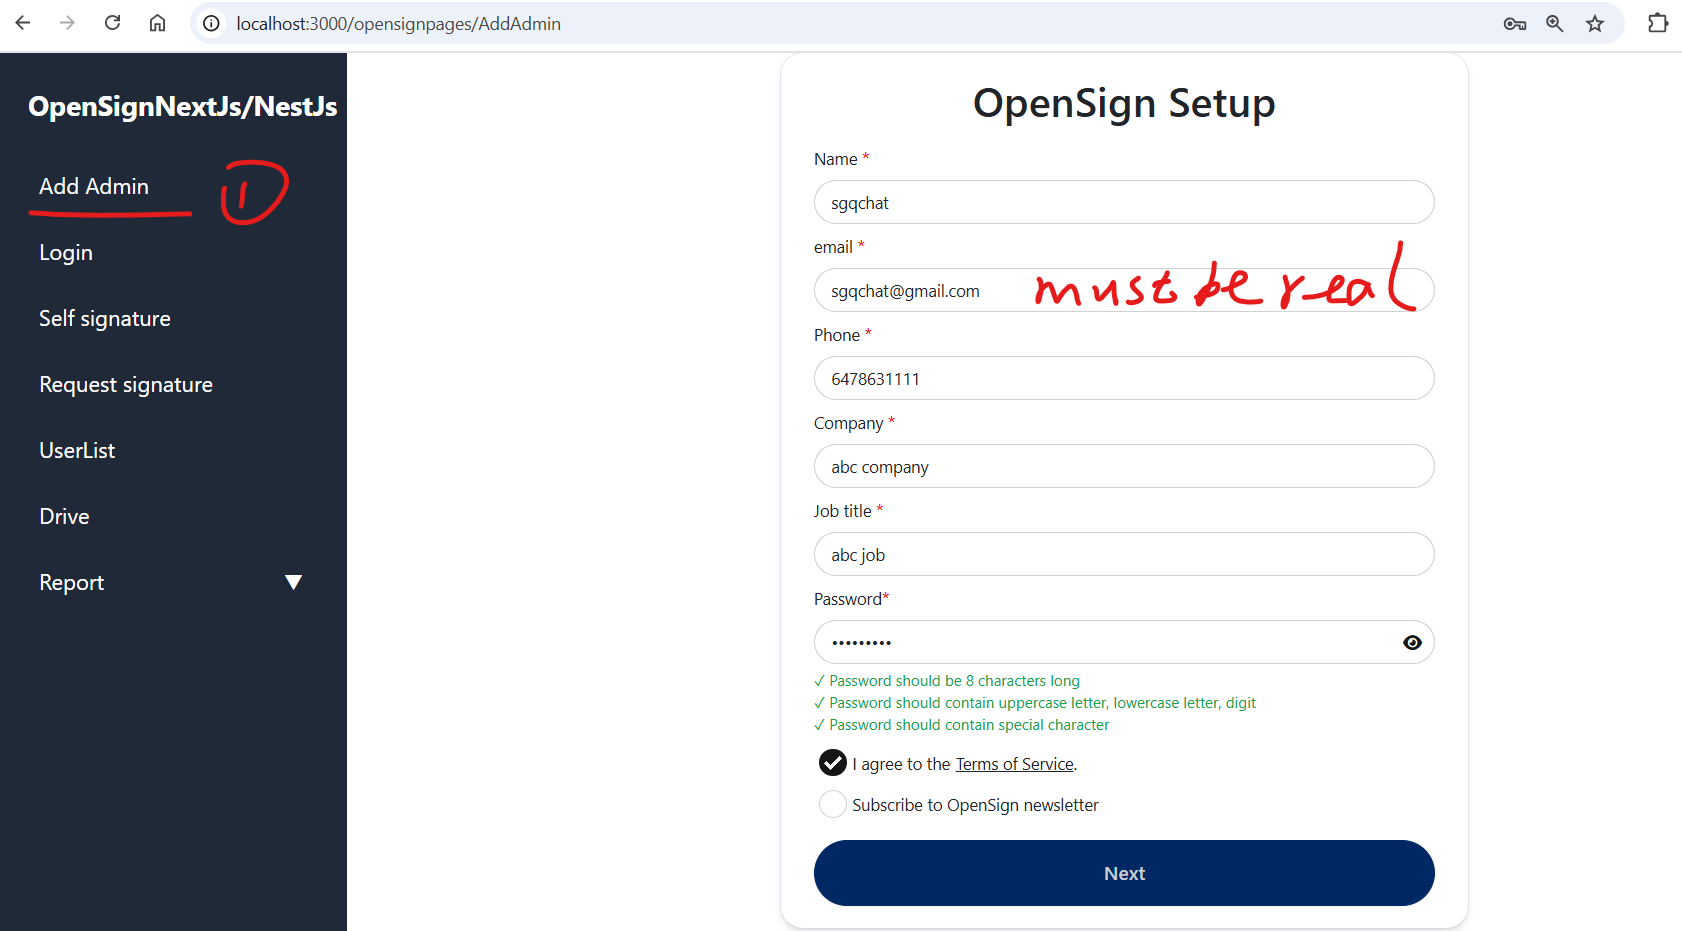 localhost:3000/opensignpages/AddAdmin
OpenSignNextJs/NestJs
Add Admin
1
Login
Self signature
Request signature
UserList
Drive
Report
OpenSign Setup
Name *
sgqchat
email *
sgqchat@gmail.com must be real
Phone *
6478631111
Company *
abc company
Job title *
abc job
Password*
•••••••••
✓ Password should be 8 characters long
✓ Password should contain uppercase letter, lowercase letter, digit
✓ Password should contain special character
I agree to the Terms of Service.
Subscribe to OpenSign newsletter
Next